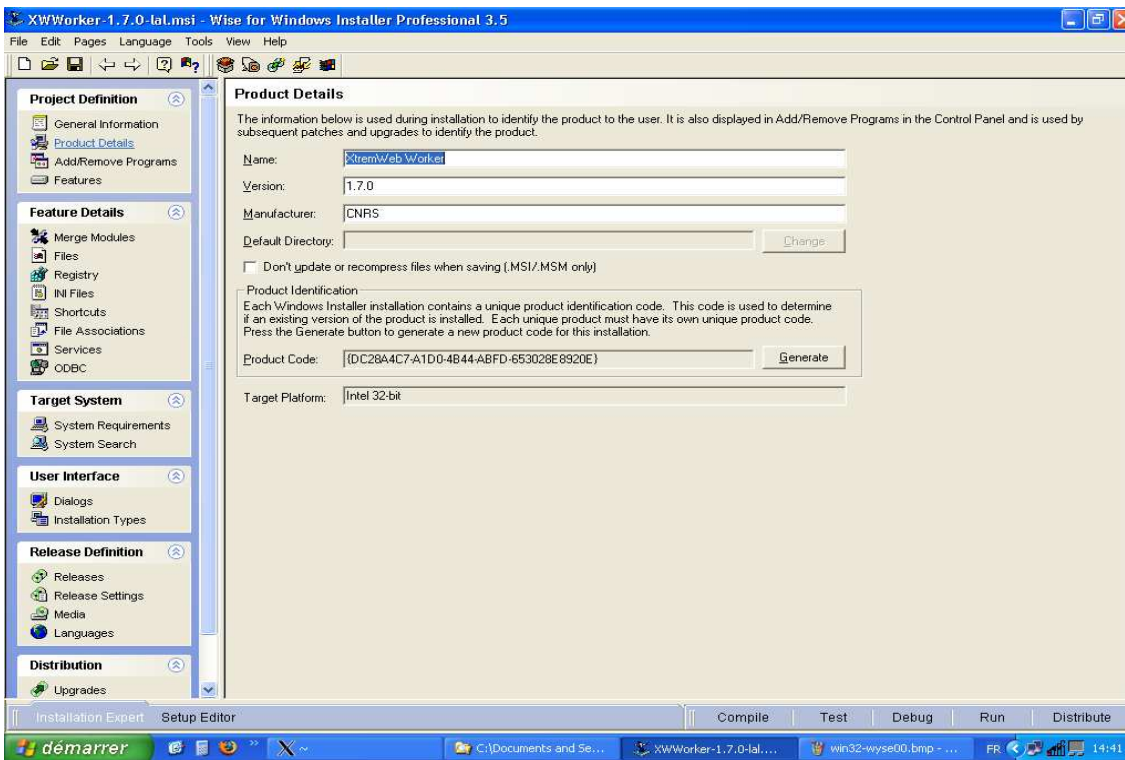 XWWorker-1.7.0-lal.msi - Wise for Windows Installer Professional 3.5
File Edit Pages Language Tools View Help
Project Definition
General Information
Product Details
Add/Remove Programs
Features
Feature Details
Merge Modules
Files
Registry
INI Files
Shortcuts
File Associations
Services
ODBC
Target System
System Requirements
System Search
User Interface
Dialogs
Installation Types
Release Definition
Releases
Release Settings
Media
Languages
Distribution
Upgrades
Product Details
The information below is used during installation to identify the product to the user. It is also displayed in Add/Remove Programs in the Control Panel and is used by
subsequent patches and upgrades to identify the product.
Name: XtremWeb Worker
Version: 1.7.0
Manufacturer: CNRS
Default Directory: Change
Don't update or recompress files when saving (.MSI/.MSM only)
Product Identification
Each Windows Installer installation contains a unique product identification code. This code is used to determine
if an existing version of the product is installed. Each unique product must have its own unique product code.
Press the Generate button to generate a new product code for this installation.
Product Code: {DC28A4C7-A1D0-4B44-ABFD-653028E8920E} Generate
Target Platform: Intel 32-bit
Installation Expert Setup Editor Compile Test Debug Run Distribute
démarrer C:\Documents and Se... XWWorker-1.7.0-lal.... win32-wyse00.bmp - ... FR 14:41